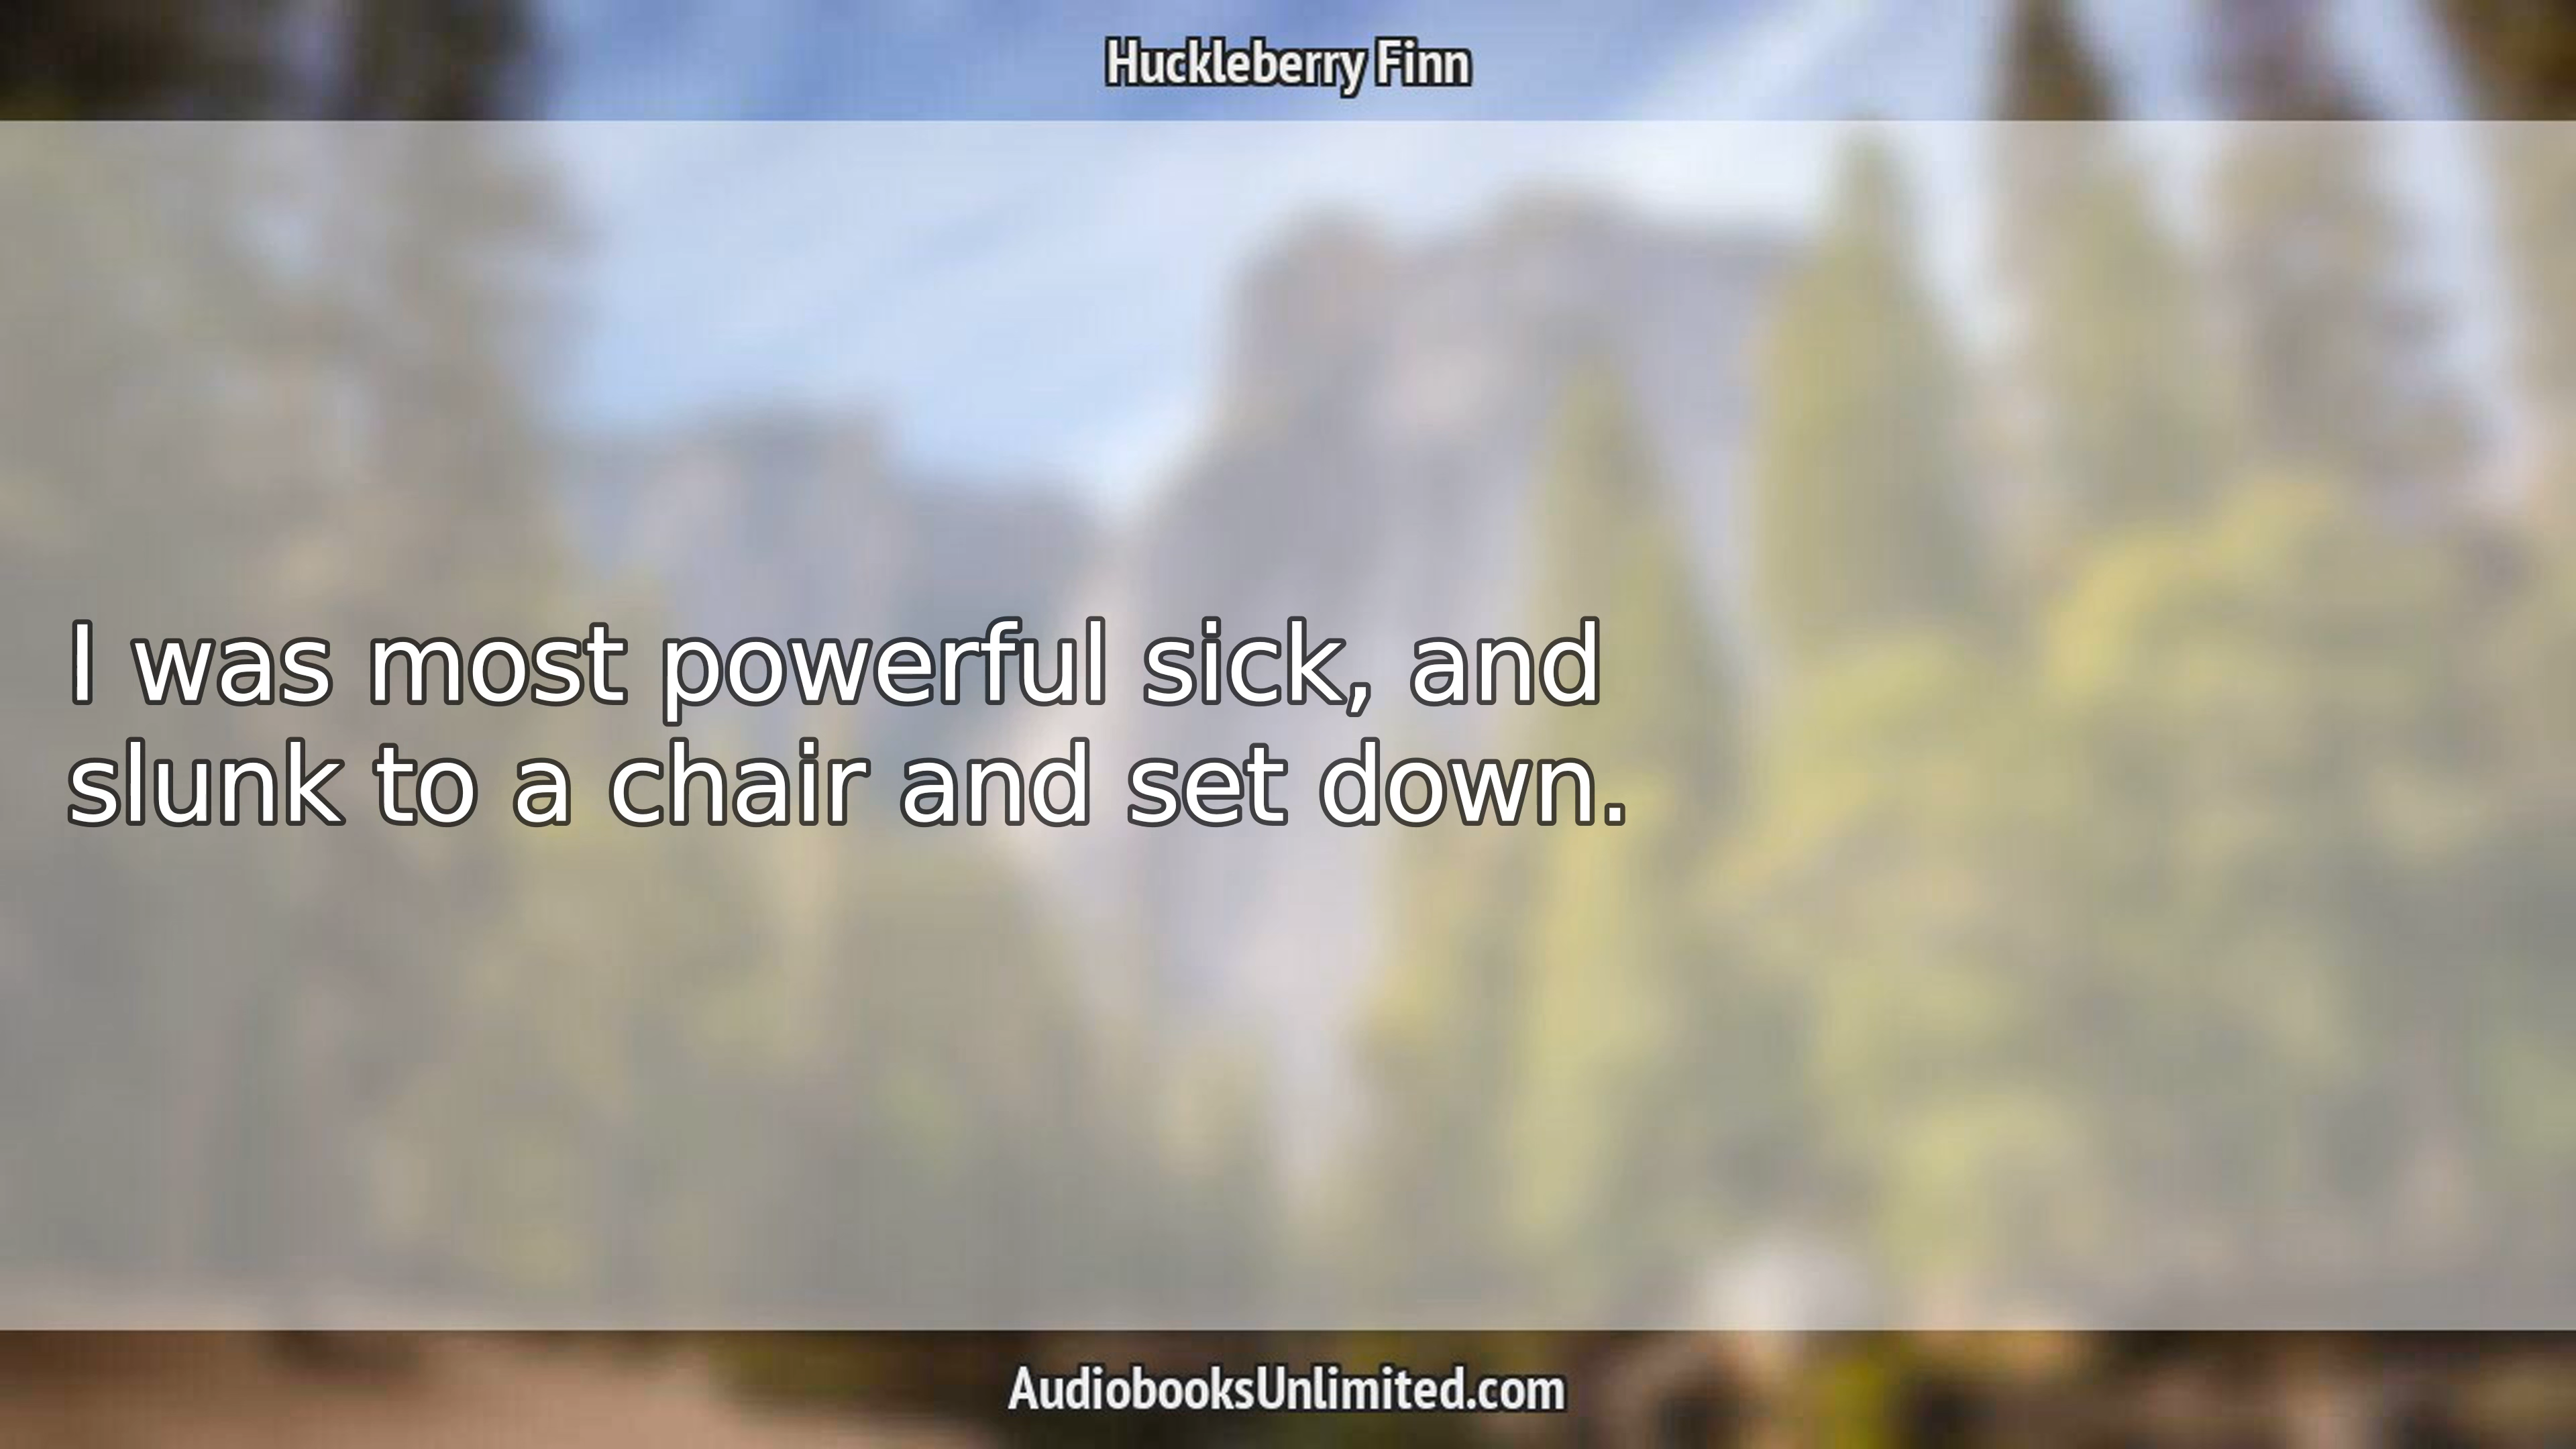 Huckleberry Finn
I was most powerful sick, and
slunk to a chair and set down.
AudiobooksUnlimited.com